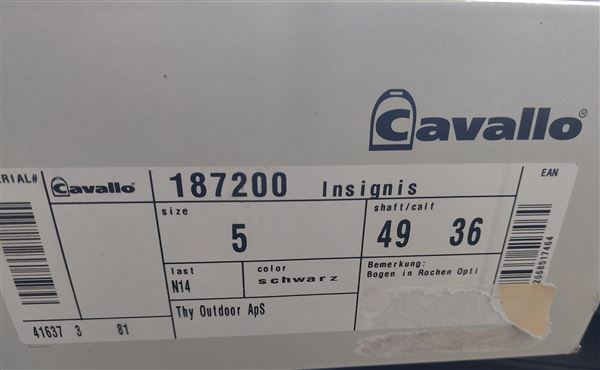 Cavallo®
ERIAL#
Cavallo®
187200 Insignis
EAN
size
5
shaft/calf
49 36
last
N14
color
schwarz
Bemerkung:
Bogen in Rochen Opti
Thy Outdoor ApS
41637 3 81
2668517464